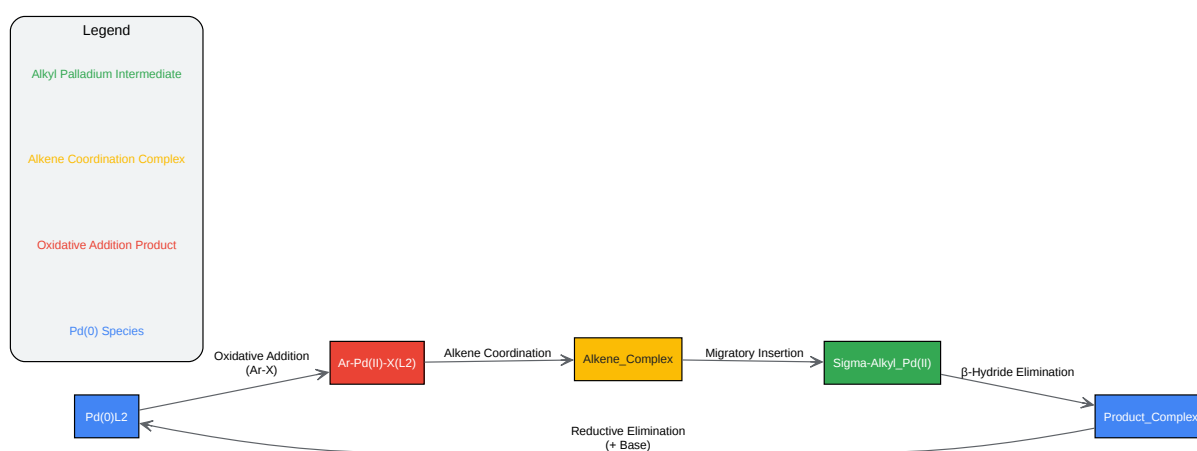 Legend
Alkyl Palladium Intermediate
Alkene Coordination Complex
Oxidative Addition Product
Pd(0) Species
Oxidative Addition
(Ar-X)
Ar-Pd(II)-X(L2)
Alkene Coordination
Alkene_Complex
Migratory Insertion
Sigma-Alkyl_Pd(II)
β-Hydride Elimination
Pd(0)L2
Product_Complex
Reductive Elimination
(+ Base)